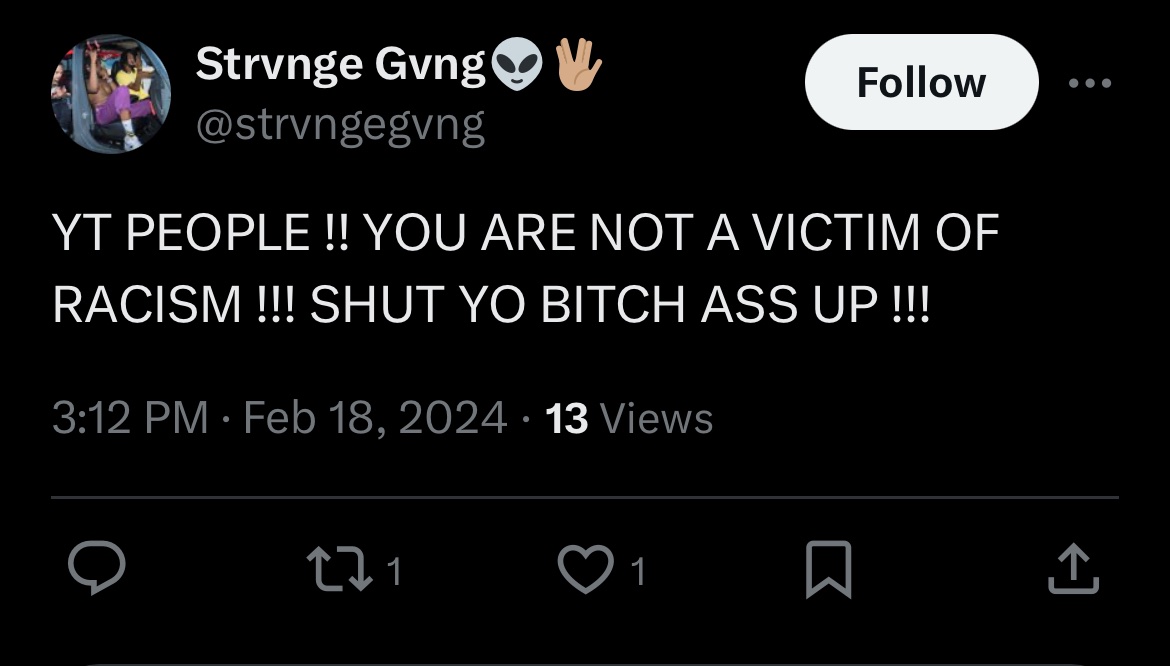 Strvnge Gvng👽🖖🏽
@strvngegvng
Follow
YT PEOPLE !! YOU ARE NOT A VICTIM OF
RACISM !!! SHUT YO BITCH ASS UP !!!
3:12 PM · Feb 18, 2024 · 13 Views
1
1